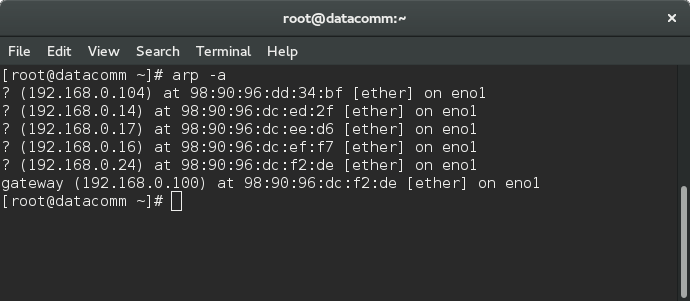 root@datacomm:~
File Edit View Search Terminal Help
[root@datacomm ~]# arp -a
? (192.168.0.104) at 98:90:96:dd:34:bf [ether] on eno1
? (192.168.0.14) at 98:90:96:dc:ed:2f [ether] on eno1
? (192.168.0.17) at 98:90:96:dc:ee:d6 [ether] on eno1
? (192.168.0.16) at 98:90:96:dc:ef:f7 [ether] on eno1
? (192.168.0.24) at 98:90:96:dc:f2:de [ether] on eno1
gateway (192.168.0.100) at 98:90:96:dc:f2:de [ether] on eno1
[root@datacomm ~]#